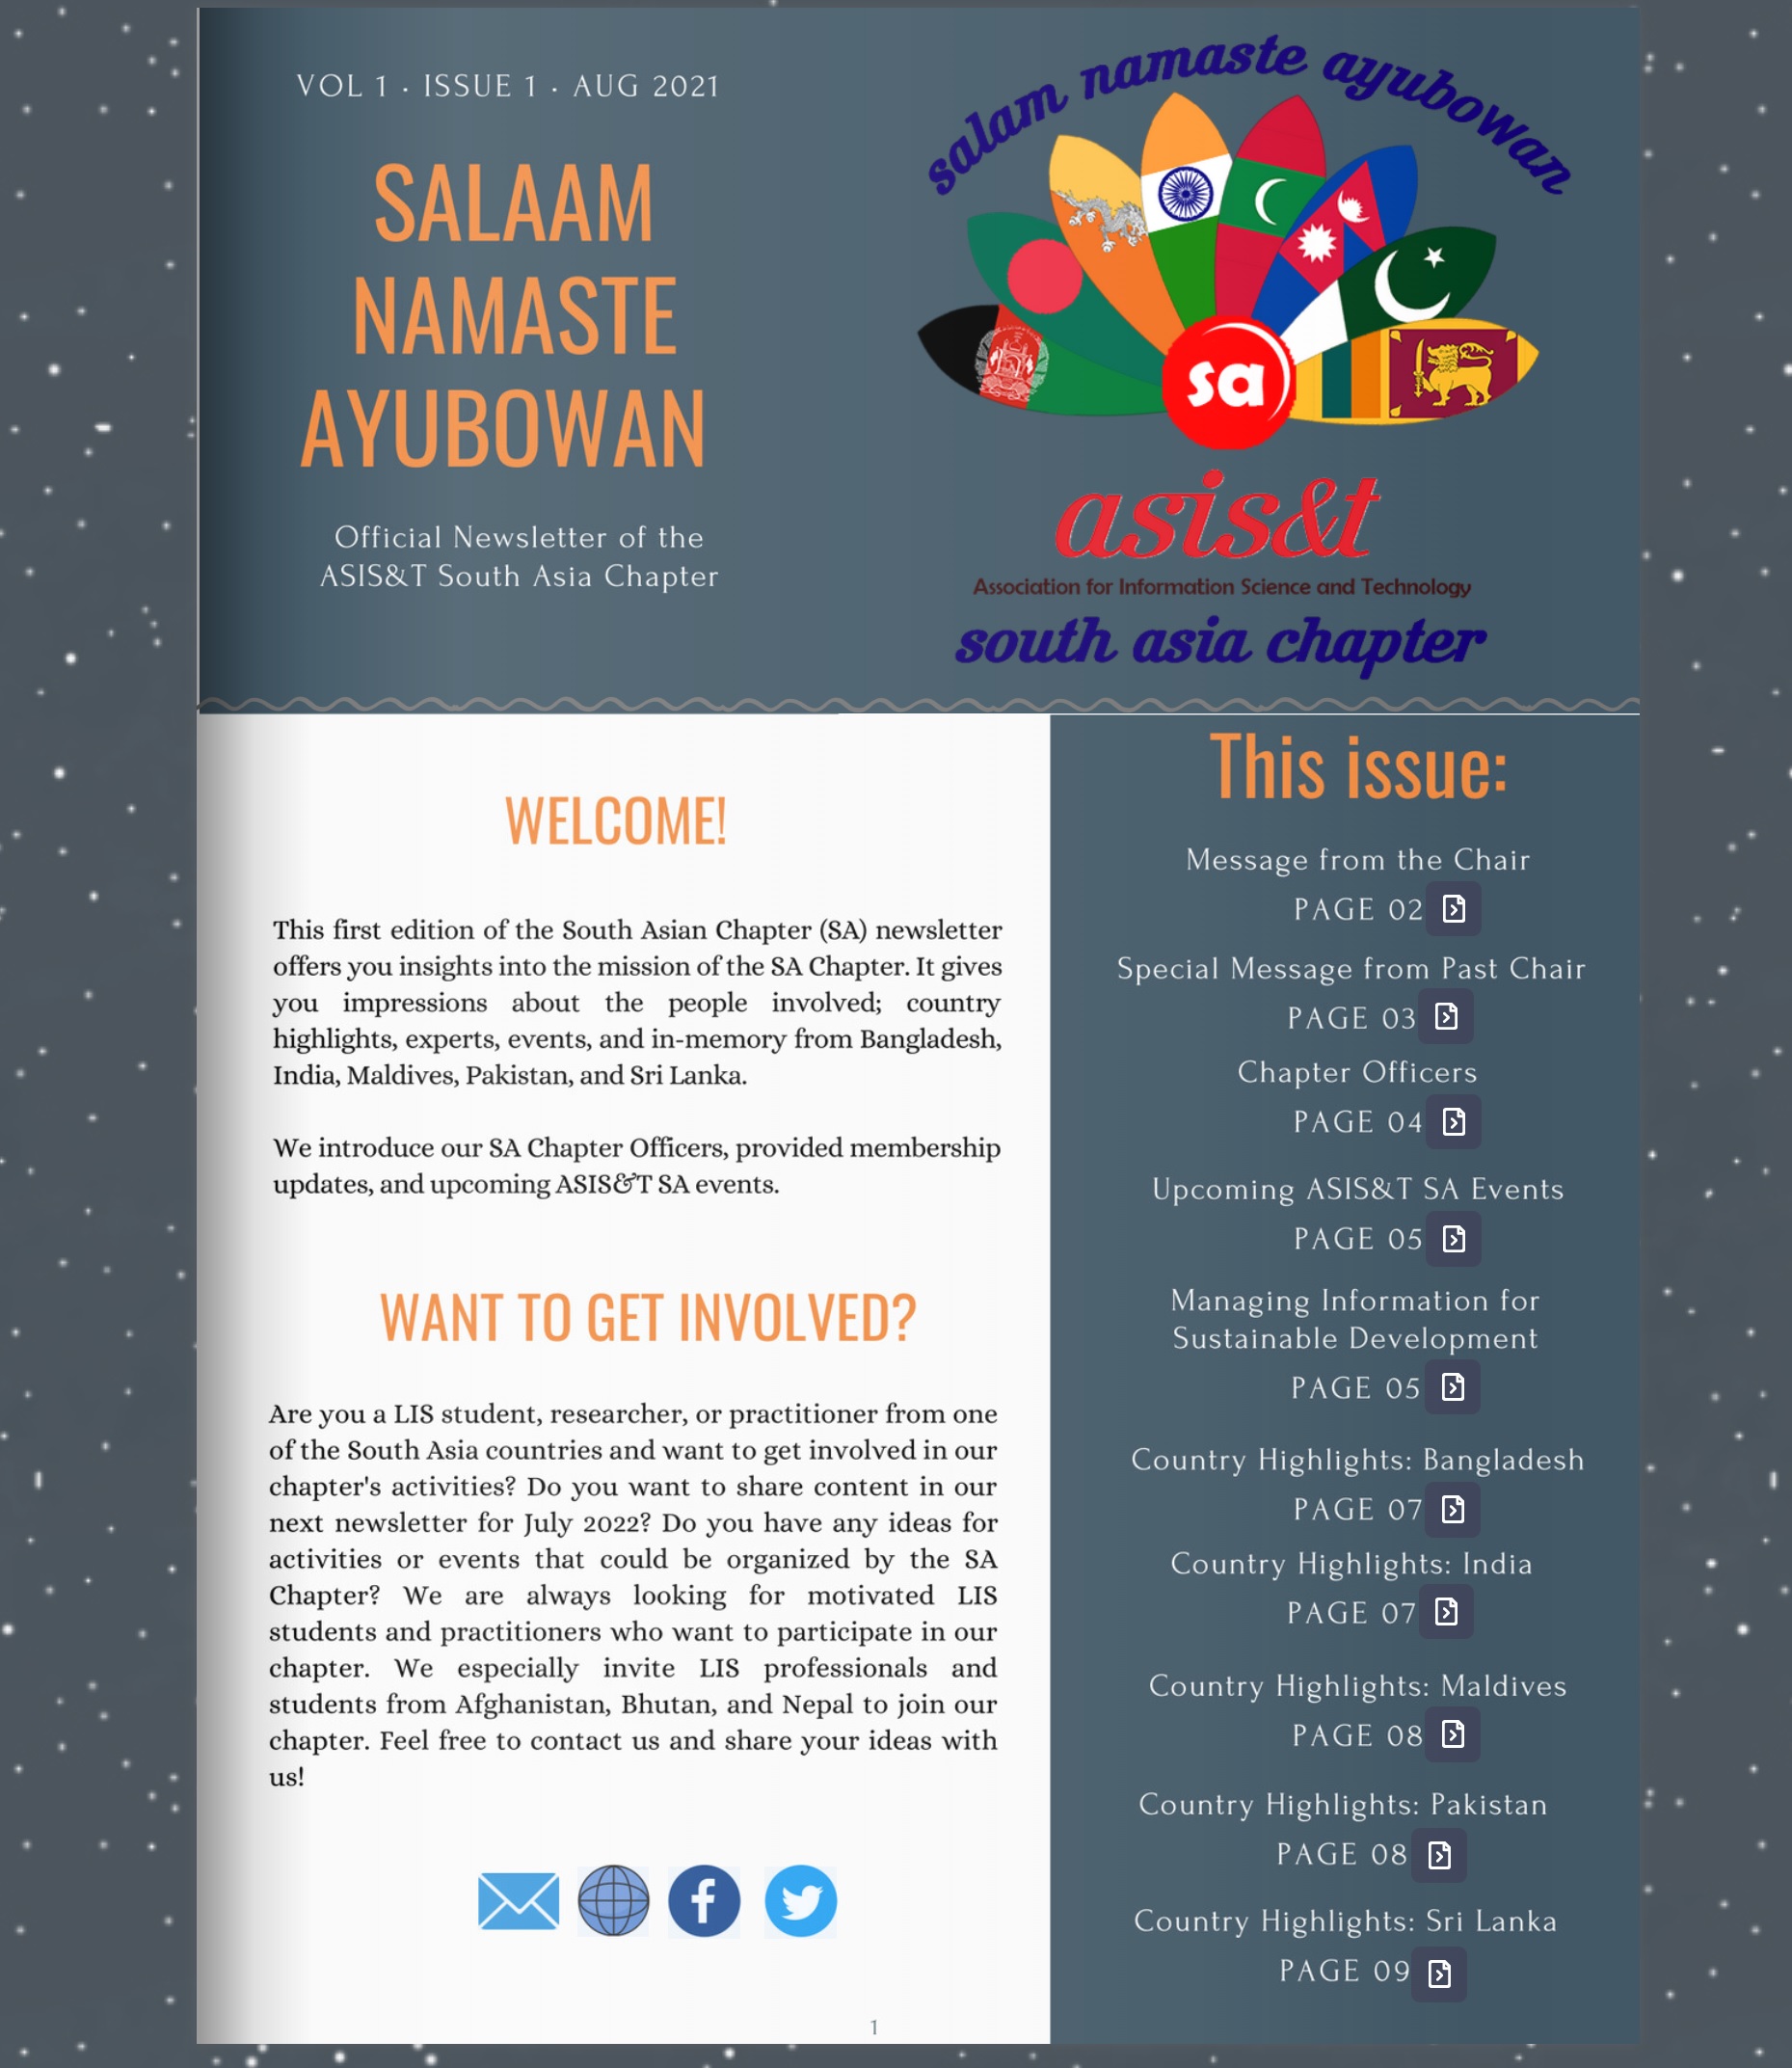 VOL 1 · ISSUE 1 · AUG 2021
SALAAM
NAMASTE
AYUBOWAN
Official Newsletter of the
ASIS&T South Asia Chapter
salam namaste ayubowan
sa
asis&t
Association for Information Science and Technology
south asia chapter
WELCOME!
This first edition of the South Asian Chapter (SA) newsletter
offers you insights into the mission of the SA Chapter. It gives
you impressions about the people involved; country
highlights, experts, events, and in-memory from Bangladesh,
India, Maldives, Pakistan, and Sri Lanka.
We introduce our SA Chapter Officers, provided membership
updates, and upcoming ASIS&T SA events.
WANT TO GET INVOLVED?
Are you a LIS student, researcher, or practitioner from one
of the South Asia countries and want to get involved in our
chapter's activities? Do you want to share content in our
next newsletter for July 2022? Do you have any ideas for
activities or events that could be organized by the SA
Chapter? We are always looking for motivated LIS
students and practitioners who want to participate in our
chapter. We especially invite LIS professionals and
students from Afghanistan, Bhutan, and Nepal to join our
chapter. Feel free to contact us and share your ideas with
us!
1
This issue:
Message from the Chair
PAGE 02
Special Message from Past Chair
PAGE 03
Chapter Officers
PAGE 04
Upcoming ASIS&T SA Events
PAGE 05
Managing Information for
Sustainable Development
PAGE 05
Country Highlights: Bangladesh
PAGE 07
Country Highlights: India
PAGE 07
Country Highlights: Maldives
PAGE 08
Country Highlights: Pakistan
PAGE 08
Country Highlights: Sri Lanka
PAGE 09